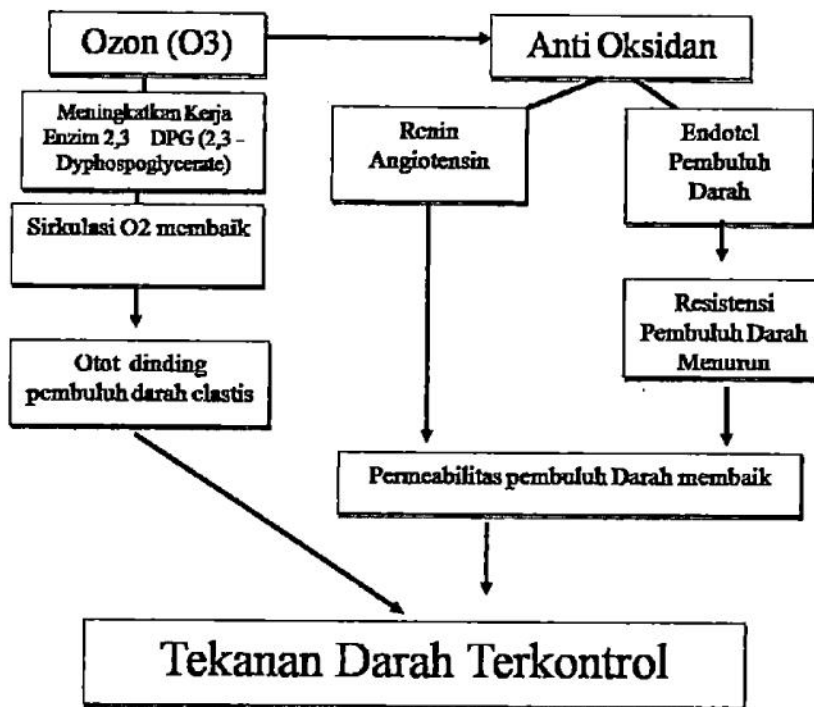 Ozon (O3)
Anti Oksidan
Meningkatkan Kerja
Enzim 2,3 DPG (2,3 –
Dyphospoglycerate)
Sirkulasi O2 membaik
Otot dinding
pembuluh darah elastis
Renin
Angiotensin
Endotel
Pembuluh
Darah
Resistensi
Pembuluh Darah
Menurun
Permeabilitas pembuluh Darah membaik
Tekanan Darah Terkontrol